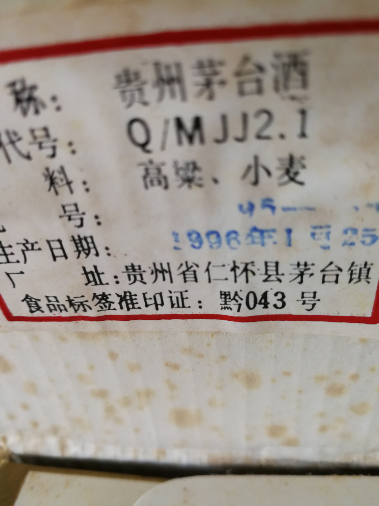 称：贵州茅台酒
代号：Q/MJJ2.1
料：高粱、小麦
号：95—
生产日期：1996年1月25
厂 址：贵州省仁怀县茅台镇
食品标签准印证：黔043号